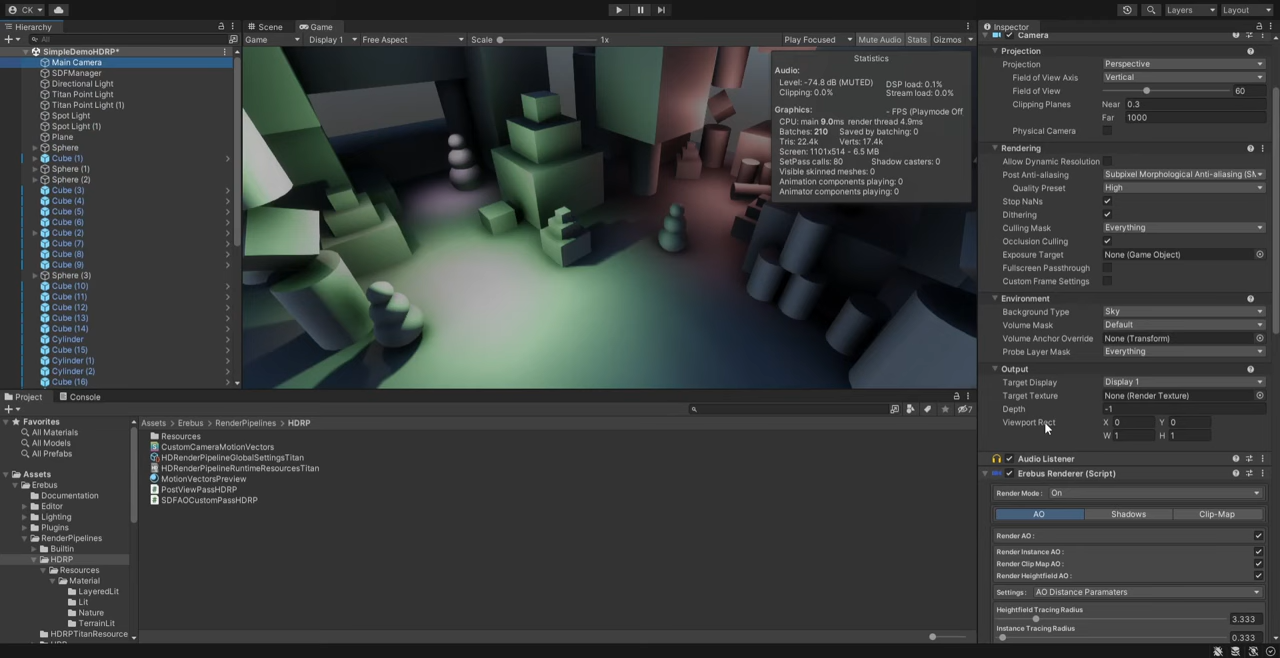 CK
Layers
Layout
Hierarchy
All
SimpleDemoHDRP*
Main Camera
SDFManager
Directional Light
Titan Point Light
Titan Point Light (1)
Spot Light
Spot Light (1)
Plane
Sphere
Cube (1)
Sphere (1)
Sphere (2)
Cube (3)
Cube (4)
Cube (5)
Cube (6)
Cube (2)
Cube (7)
Cube (8)
Cube (9)
Sphere (3)
Cube (10)
Cube (11)
Cube (12)
Cube (13)
Cube (14)
Cylinder
Cube (15)
Cylinder (1)
Cylinder (2)
Cube (16)
Scene Game
Game Display 1 Free Aspect Scale 1x Play Focused Mute Audio Stats Gizmos
Statistics
Audio:
Level: -74.8 dB (MUTED) DSP load: 0.1%
Clipping: 0.0% Stream load: 0.0%
Graphics: - FPS (Playmode Off
CPU: main 9.0ms render thread 4.9ms
Batches: 210 Saved by batching: 0
Tris: 22.4k Verts: 17.4k
Screen: 1101x514 - 6.5 MB
SetPass calls: 80 Shadow casters: 0
Visible skinned meshes: 0
Animation components playing: 0
Animator components playing: 0
Project Console
Favorites
All Materials
All Models
All Prefabs
Assets
Erebus
Documentation
Editor
Lighting
Plugins
RenderPipelines
Builtin
HDRP
Resources
Material
LayeredLit
Lit
Nature
TerrainLit
HDRPTitanResource
Assets > Erebus > RenderPipelines > HDRP
Resources
CustomCameraMotionVectors
HDRenderPipelineGlobalSettingsTitan
HDRenderPipelineRuntimeResourcesTitan
MotionVectorsPreview
PostViewPassHDRP
SDFAOCustomPassHDRP
7
Inspector
Camera
Projection
Projection Perspective
Field of View Axis Vertical
Field of View 60
Clipping Planes Near 0.3
Far 1000
Physical Camera
Rendering
Allow Dynamic Resolution
Post Anti-aliasing Subpixel Morphological Anti-aliasing (SM
Quality Preset High
Stop NaNs
Dithering
Culling Mask Everything
Occlusion Culling
Exposure Target None (Game Object)
Fullscreen Passthrough
Custom Frame Settings
Environment
Background Type Sky
Volume Mask Default
Volume Anchor Override None (Transform)
Probe Layer Mask Everything
Output
Target Display Display 1
Target Texture None (Render Texture)
Depth -1
Viewport Rect X 0 Y 0
W 1 H 1
Audio Listener
Erebus Renderer (Script)
Render Mode : On
AO Shadows Clip-Map
Render AO :
Render Instance AO :
Render Clip Map AO :
Render Heightfield AO :
Settings: AO Distance Paramaters
Heightfield Tracing Radius
3.333
Instance Tracing Radius
0.333